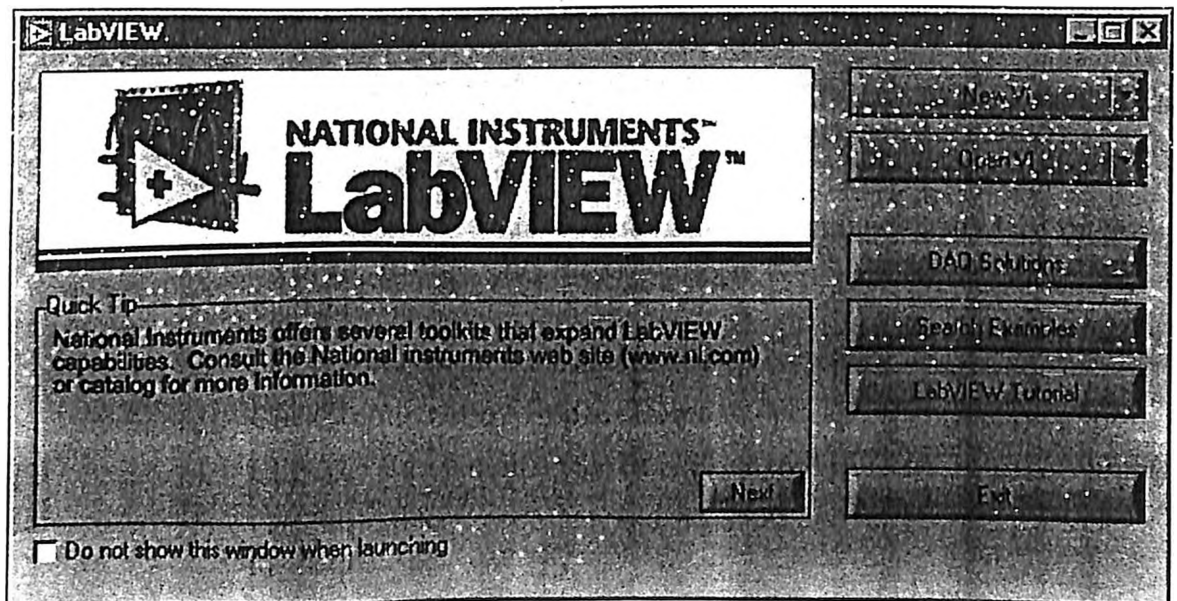 LabVIEW
NATIONAL INSTRUMENTS™
LabVIEW™
Quick Tip
National Instruments offers several toolkits that expand LabVIEW
capabilities. Consult the National Instruments web site (www.ni.com)
or catalog for more information.
Next
Do not show this window when launching
New VI
Open VI
DAQ Solutions
Search Examples
LabVIEW Tutorial
Exit